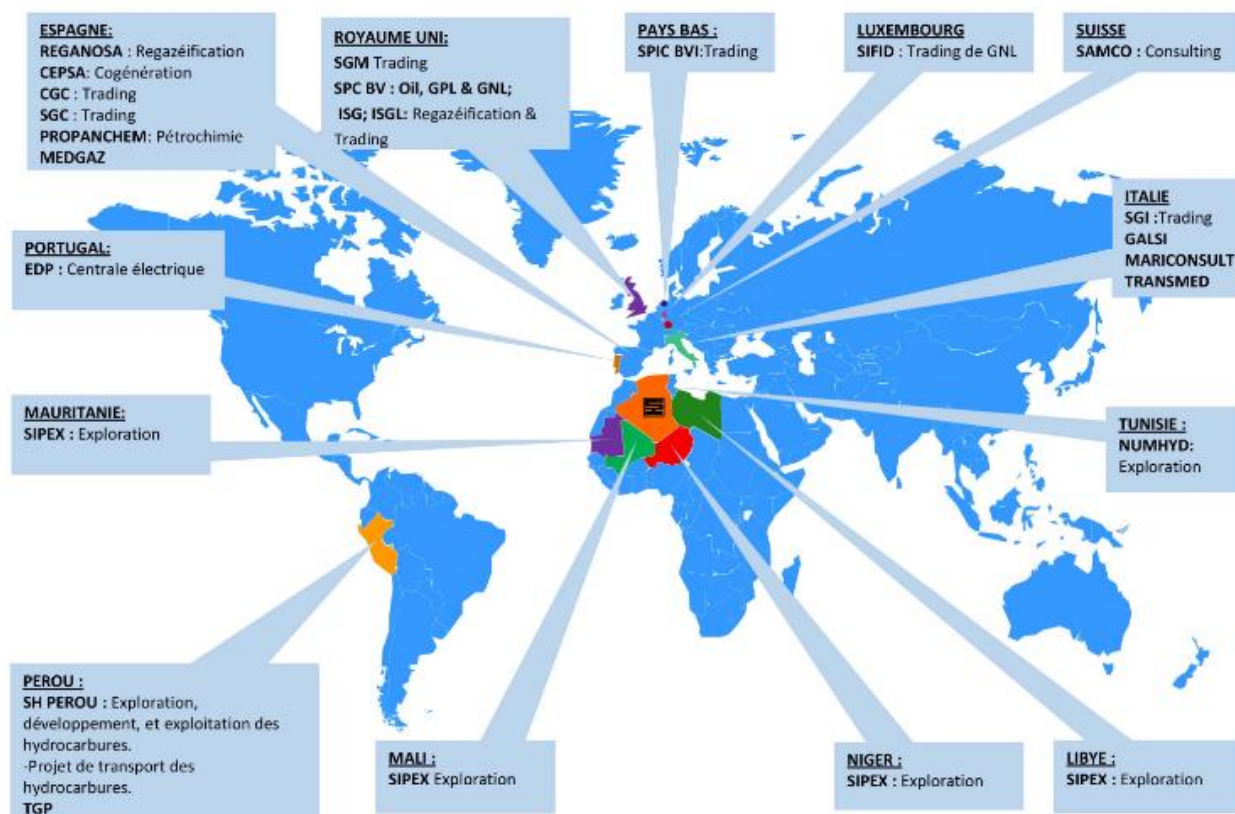 ESPAGNE:
REGANOSA : Regazéification
CEPSA: Cogénération
CGC : Trading
SGC : Trading
PROPANCHEM: Pétrochimie
MEDGAZ
ROYAUME UNI:
SGM Trading
SPC BV : Oil, GPL & GNL;
ISG; ISGL: Regazéification &
Trading
PAYS BAS :
SPIC BVI:Trading
LUXEMBOURG
SIFID : Trading de GNL
SUISSE
SAMCO : Consulting
ITALIE
SGI :Trading
GALSI
MARICONSULT
TRANSMED
PORTUGAL:
EDP : Centrale électrique
MAURITANIE:
SIPEX : Exploration
TUNISIE :
NUMHYD:
Exploration
PEROU :
SH PEROU : Exploration,
développement, et exploitation des
hydrocarbures.
-Projet de transport des
hydrocarbures.
TGP
MALI :
SIPEX Exploration
NIGER :
SIPEX : Exploration
LIBYE :
SIPEX : Exploration